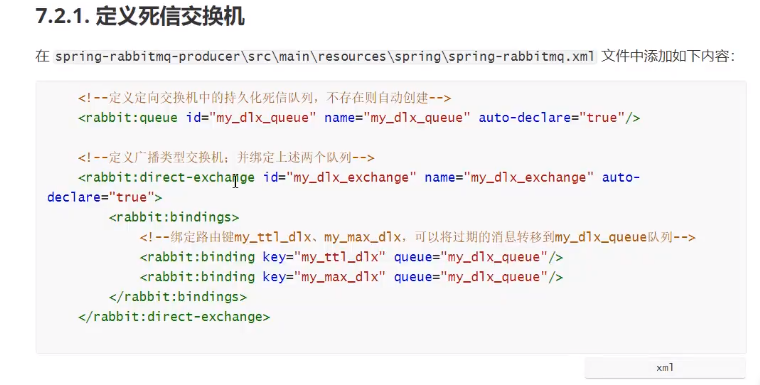 7.2.1. 定义死信交换机
在 spring-rabbitmq-producer\src\main\resources\spring\spring-rabbitmq.xml 文件中添加如下内容：
<!--定义定向交换机中的持久化死信队列，不存在则自动创建-->
<rabbit:queue id="my_dlx_queue" name="my_dlx_queue" auto-declare="true"/>
<!--定义广播类型交换机；并绑定上述两个队列-->
<rabbit:direct-exchange id="my_dlx_exchange" name="my_dlx_exchange" auto-
declare="true">
<rabbit:bindings>
<!--绑定路由键my_ttl_dlx、my_max_dlx，可以将过期的消息转移到my_dlx_queue队列-->
<rabbit:binding key="my_ttl_dlx" queue="my_dlx_queue"/>
<rabbit:binding key="my_max_dlx" queue="my_dlx_queue"/>
</rabbit:bindings>
</rabbit:direct-exchange>
xml